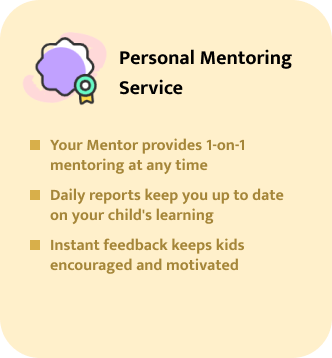 Personal Mentoring
Service
Your Mentor provides 1-on-1
mentoring at any time
Daily reports keep you up to date
on your child's learning
Instant feedback keeps kids
encouraged and motivated